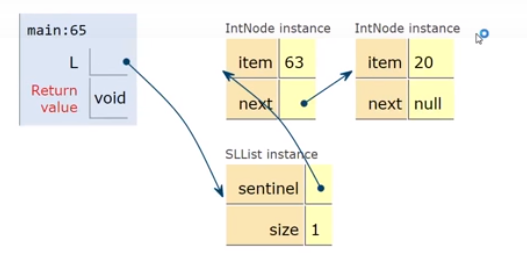 main:65
L
Return
value
void
IntNode instance
item 63
next
IntNode instance
item 20
next null
SLList instance
sentinel
size 1